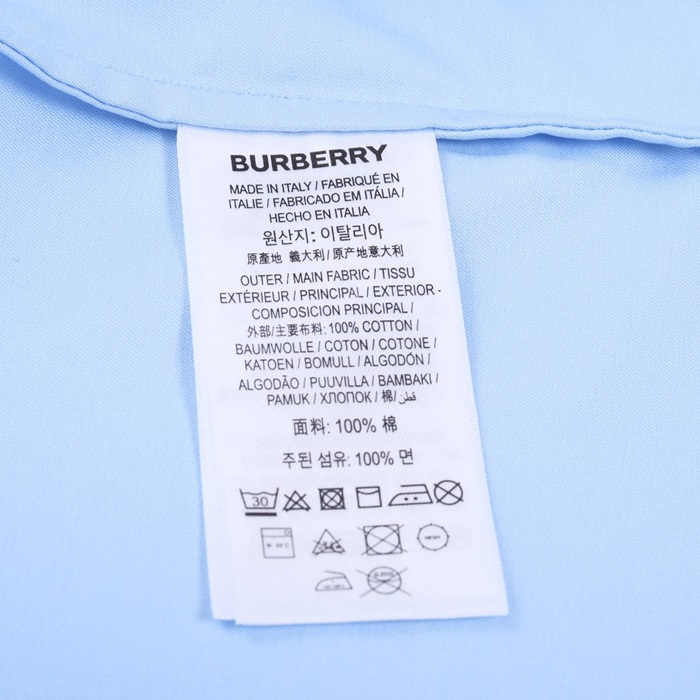 BURBERRY
MADE IN ITALY / FABRIQUÉ EN
ITALIE / FABRICADO EM ITÁLIA /
HECHO EN ITALIA
원산지: 이탈리아
原產地 義大利 / 原产地意大利
OUTER / MAIN FABRIC / TISSU
EXTÉRIEUR / PRINCIPAL / EXTERIOR -
COMPOSICION PRINCIPAL /
外部/主要布料: 100% COTTON /
BAUMWOLLE / COTON / COTONE /
KATOEN / BOMULL / ALGODÓN /
ALGODÃO / PUUVILLA / BAMBAKI /
PAMUK / ХЛОПОК / 棉/ قطن
面料: 100% 棉
주된 섬유: 100% 면
30